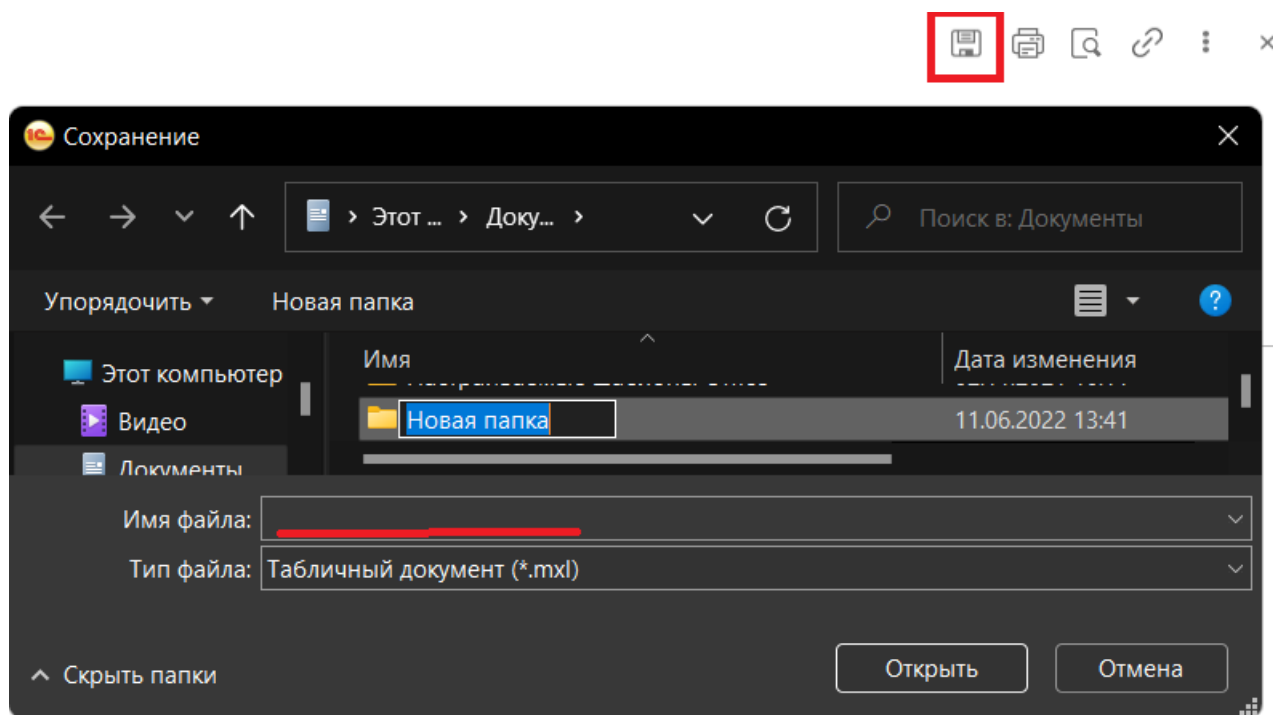 1С Сохранение
Этот ... Доку... Поиск в: Документы
Упорядочить Новая папка ?
Этот компьютер Имя Дата изменения
Видео Новая папка 11.06.2022 13:41
Документы
Имя файла:
Тип файла: Табличный документ (*.mxl)
Скрыть папки Открыть Отмена